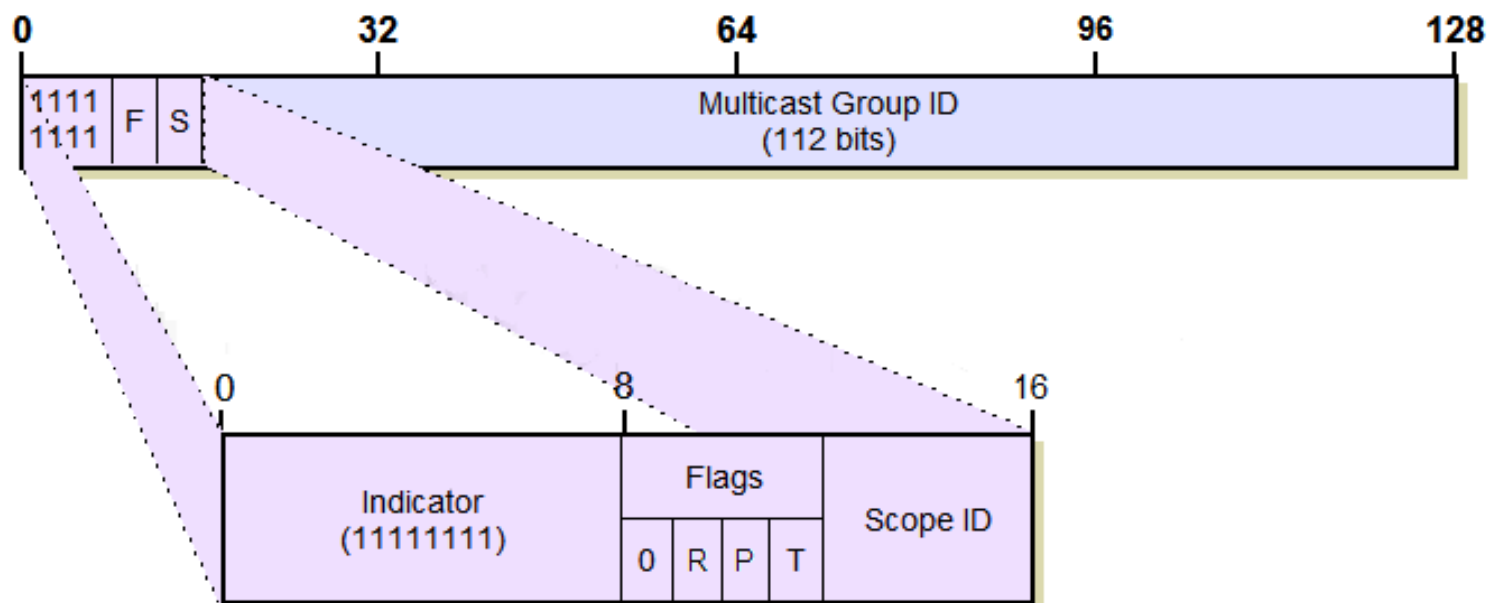 0 32 64 96 128
1111 F S Multicast Group ID
1111 (112 bits)
0 8 16
Indicator Flags Scope ID
(11111111) 0 R P T